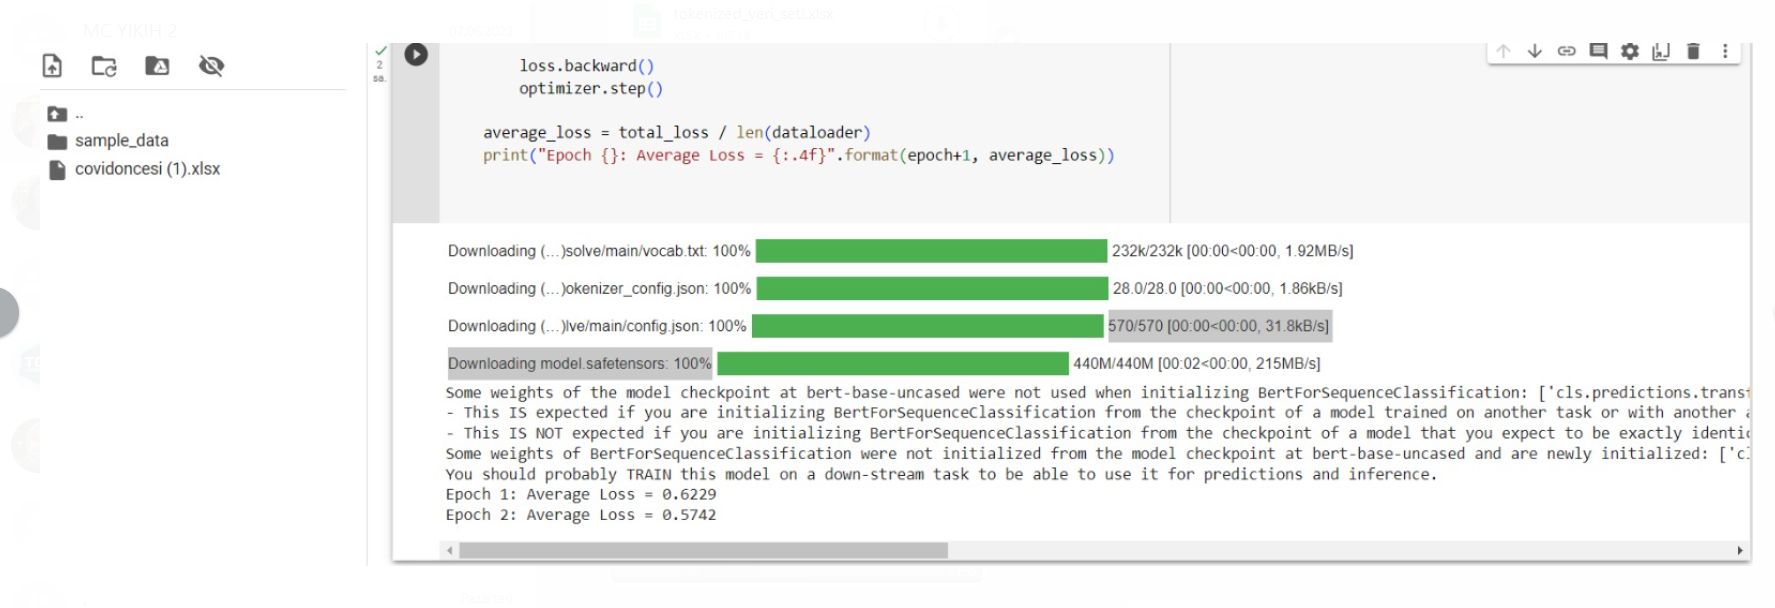 MC YIKIH 2
tokenized_veri_seti.xlsx
..
sample_data
covidoncesi (1).xlsx
2
sa.
loss.backward()
optimizer.step()
average_loss = total_loss / len(dataloader)
print("Epoch {}: Average Loss = {:.4f}".format(epoch+1, average_loss))
Downloading (...)solve/main/vocab.txt: 100% 232k/232k [00:00<00:00, 1.92MB/s]
Downloading (...)okenizer_config.json: 100% 28.0/28.0 [00:00<00:00, 1.86kB/s]
Downloading (...)lve/main/config.json: 100% 570/570 [00:00<00:00, 31.8kB/s]
Downloading model.safetensors: 100% 440M/440M [00:02<00:00, 215MB/s]
Some weights of the model checkpoint at bert-base-uncased were not used when initializing BertForSequenceClassification: ['cls.predictions.transf
- This IS expected if you are initializing BertForSequenceClassification from the checkpoint of a model trained on another task or with another a
- This IS NOT expected if you are initializing BertForSequenceClassification from the checkpoint of a model that you expect to be exactly identic
Some weights of BertForSequenceClassification were not initialized from the model checkpoint at bert-base-uncased and are newly initialized: ['cl
You should probably TRAIN this model on a down-stream task to be able to use it for predictions and inference.
Epoch 1: Average Loss = 0.6229
Epoch 2: Average Loss = 0.5742